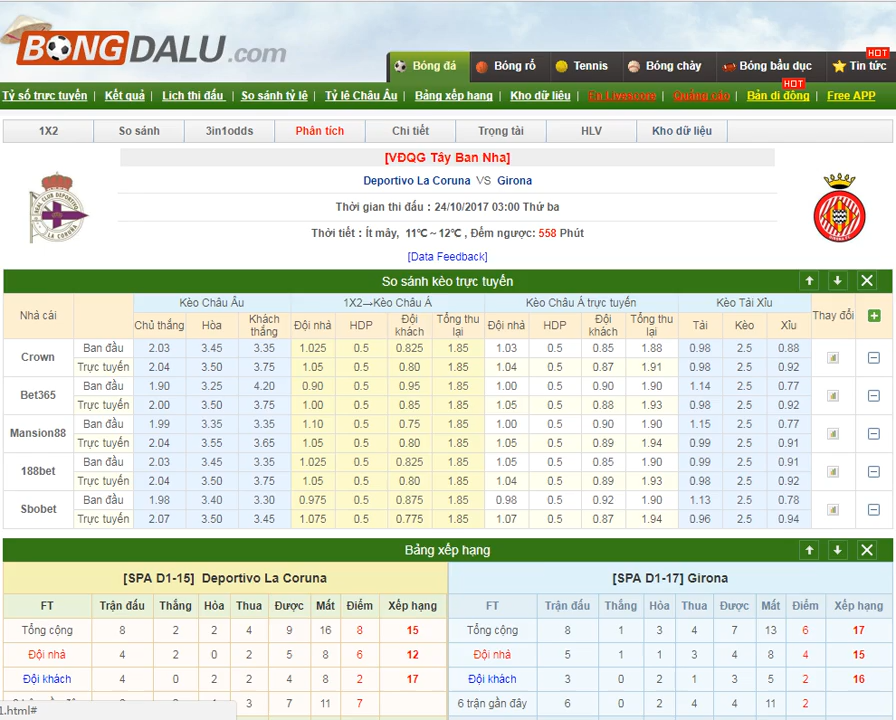 BONGDALU.com
Bóng đá Bóng rổ Tennis Bóng chày Bóng bầu dục Tin tức HOT
Tỷ số trực tuyến | Kết quả | Lịch thi đấu | So sánh tỷ lệ | Tỷ lệ Châu Âu | Bảng xếp hạng | Kho dữ liệu | Fun Livescore | Quảng cáo | Bản di động HOT | Free APP
1X2 So sánh 3in1odds Phân tích Chi tiết Trọng tài HLV Kho dữ liệu
[VĐQG Tây Ban Nha]
Deportivo La Coruna VS Girona
Thời gian thi đấu : 24/10/2017 03:00 Thứ ba
Thời tiết : Ít mây, 11℃ ~ 12℃ , Đếm ngược: 558 Phút
[Data Feedback]
So sánh kèo trực tuyến
Nhà cái Kèo Châu Âu 1X2→Kèo Châu Á Kèo Châu Á trực tuyến Kèo Tài Xỉu Thay đổi
Chủ thắng Hòa Khách thắng Đội nhà HDP Đội khách Tổng thu lại Đội nhà HDP Đội khách Tổng thu lại Tài Kèo Xỉu
Crown Ban đầu 2.03 3.45 3.35 1.025 0.5 0.825 1.85 1.03 0.5 0.85 1.88 0.98 2.5 0.88
Trực tuyến 2.04 3.50 3.75 1.05 0.5 0.80 1.85 1.04 0.5 0.87 1.91 0.98 2.5 0.92
Bet365 Ban đầu 1.90 3.25 4.20 0.90 0.5 0.95 1.85 1.00 0.5 0.90 1.90 1.14 2.5 0.77
Trực tuyến 2.00 3.50 3.75 1.00 0.5 0.85 1.85 1.05 0.5 0.88 1.93 0.98 2.5 0.92
Mansion88 Ban đầu 1.99 3.35 3.35 1.10 0.5 0.75 1.85 1.00 0.5 0.90 1.90 1.15 2.5 0.77
Trực tuyến 2.04 3.55 3.65 1.05 0.5 0.80 1.85 1.05 0.5 0.89 1.94 0.99 2.5 0.91
188bet Ban đầu 2.03 3.45 3.35 1.025 0.5 0.825 1.85 1.05 0.5 0.85 1.90 0.99 2.5 0.91
Trực tuyến 2.04 3.50 3.75 1.05 0.5 0.80 1.85 1.04 0.5 0.89 1.93 0.98 2.5 0.92
Sbobet Ban đầu 1.98 3.40 3.30 0.975 0.5 0.875 1.85 0.98 0.5 0.92 1.90 1.13 2.5 0.78
Trực tuyến 2.07 3.50 3.45 1.075 0.5 0.775 1.85 1.07 0.5 0.87 1.94 0.96 2.5 0.94
Bảng xếp hạng
[SPA D1-15] Deportivo La Coruna [SPA D1-17] Girona
FT Trận đấu Thắng Hòa Thua Được Mất Điểm Xếp hạng FT Trận đấu Thắng Hòa Thua Được Mất Điểm Xếp hạng
Tổng cộng 8 2 2 4 9 16 8 15 Tổng cộng 8 1 3 4 7 13 6 17
Đội nhà 4 2 0 2 5 8 6 12 Đội nhà 5 1 1 3 4 8 4 15
Đội khách 4 0 2 2 4 8 2 17 Đội khách 3 0 2 1 3 5 2 16
3 7 11 7 6 trận gần đây 6 0 2 4 4 11 2
1.html#